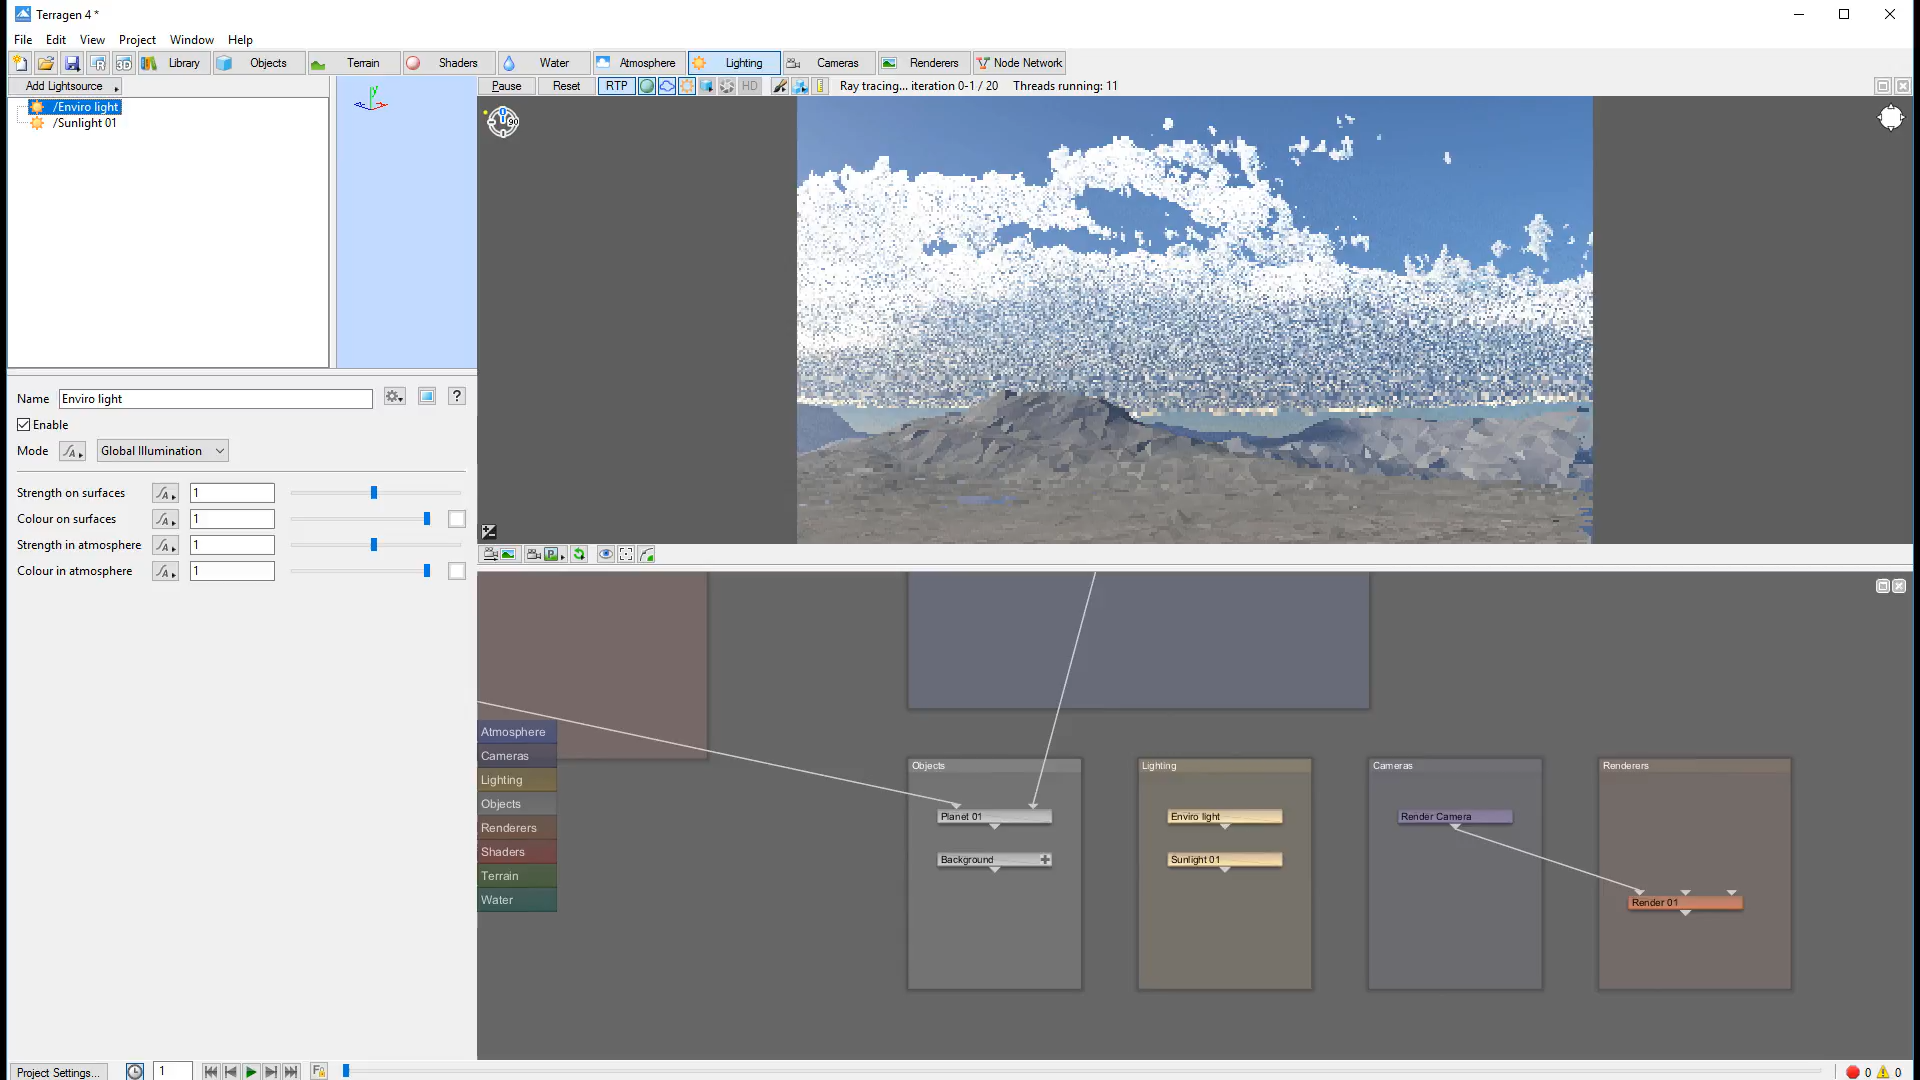 Terragen 4 *
File Edit View Project Window Help
Library Objects Terrain Shaders Water Atmosphere Lighting Cameras Renderers Node Network
Add Lightsource
Pause Reset RTP HD Ray tracing... iteration 0-1 / 20 Threads running: 11
/Enviro light
/Sunlight 01
y
90
Name Enviro light ?
Enable
Mode Global Illumination
Strength on surfaces 1
Colour on surfaces 1
Strength in atmosphere 1
Colour in atmosphere 1
Atmosphere
Cameras
Lighting
Objects
Renderers
Shaders
Terrain
Water
Objects
Planet 01
Background
Lighting
Enviro light
Sunlight 01
Cameras
Render Camera
Renderers
Render 01
Project Settings... 1 0 0